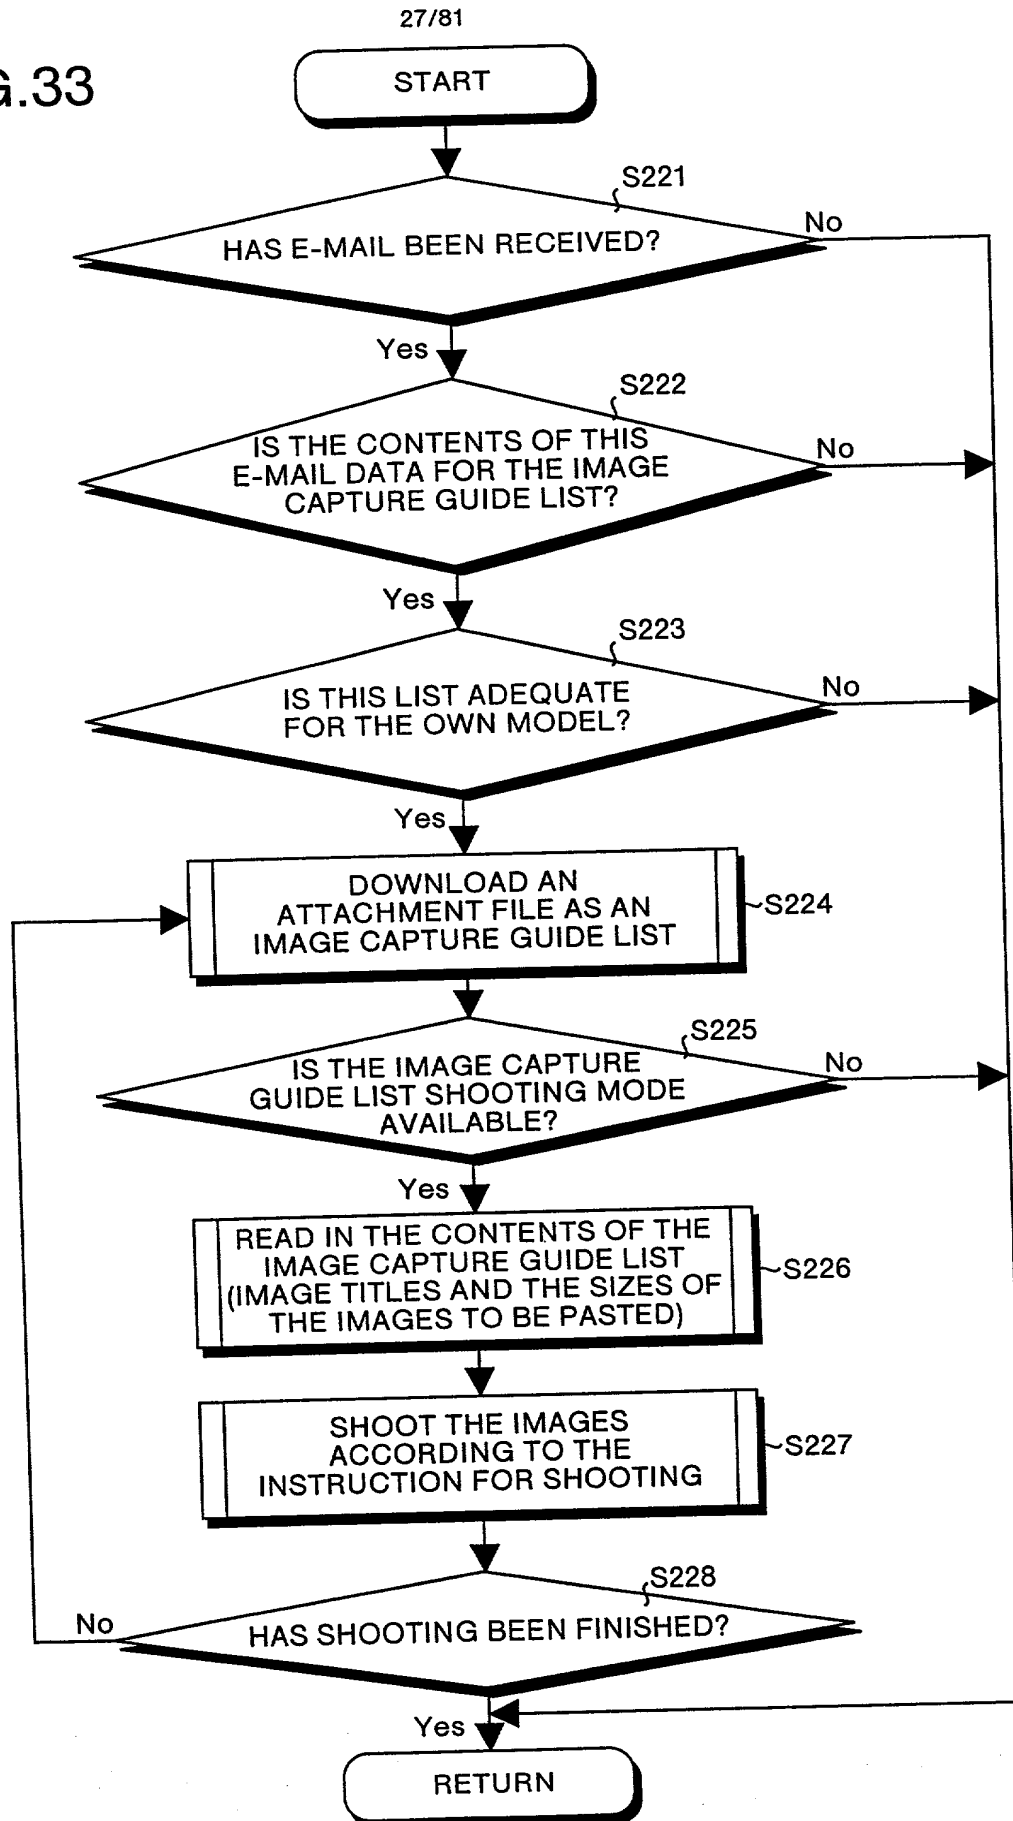 27/81
G.33
START
S221
HAS E-MAIL BEEN RECEIVED?
No
Yes
S222
IS THE CONTENTS OF THIS
E-MAIL DATA FOR THE IMAGE
CAPTURE GUIDE LIST?
No
Yes
S223
IS THIS LIST ADEQUATE
FOR THE OWN MODEL?
No
Yes
DOWNLOAD AN
ATTACHMENT FILE AS AN
IMAGE CAPTURE GUIDE LIST
S224
S225
IS THE IMAGE CAPTURE
GUIDE LIST SHOOTING MODE
AVAILABLE?
No
Yes
READ IN THE CONTENTS OF THE
IMAGE CAPTURE GUIDE LIST
(IMAGE TITLES AND THE SIZES OF
THE IMAGES TO BE PASTED)
S226
SHOOT THE IMAGES
ACCORDING TO THE
INSTRUCTION FOR SHOOTING
S227
S228
HAS SHOOTING BEEN FINISHED?
No
Yes
RETURN